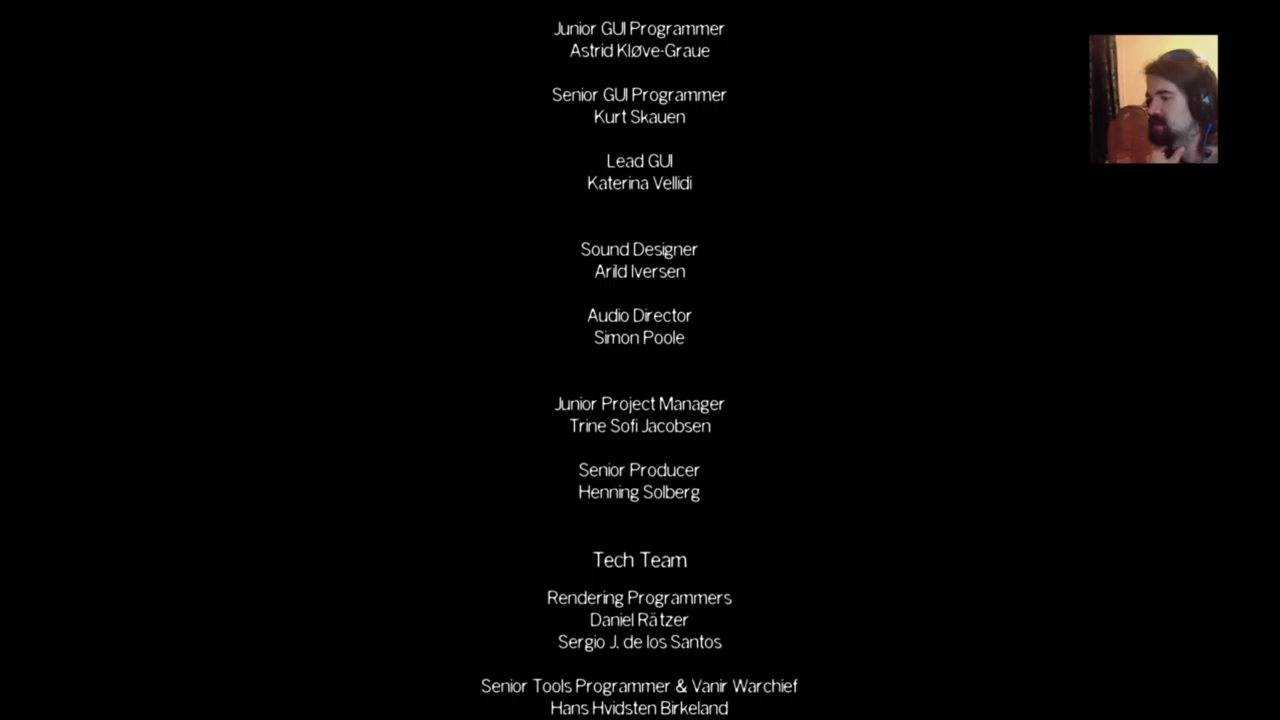 Junior GUI Programmer
Astrid Kløve-Graue
Senior GUI Programmer
Kurt Skauen
Lead GUI
Katerina Vellidi
Sound Designer
Arild Iversen
Audio Director
Simon Poole
Junior Project Manager
Trine Sofi Jacobsen
Senior Producer
Henning Solberg
Tech Team
Rendering Programmers
Daniel Rätzer
Sergio J. de los Santos
Senior Tools Programmer & Vanir Warchief
Hans Hvidsten Birkeland